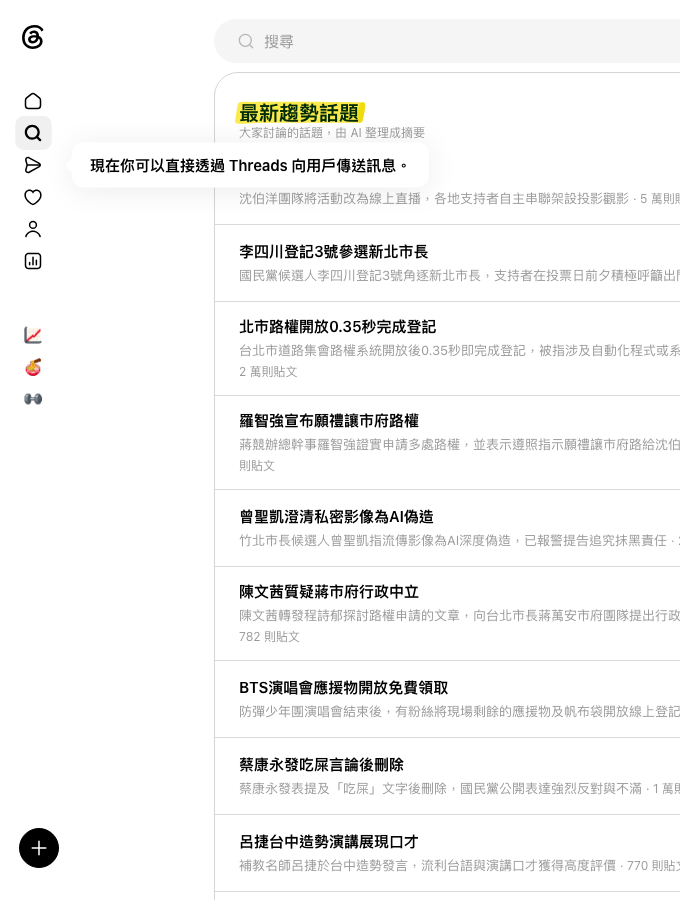 搜尋
最新趨勢話題
大家討論的話題，由 AI 整理成摘要
現在你可以直接透過 Threads 向用戶傳送訊息。
沈伯洋團隊將活動改為線上直播，各地支持者自主串聯架設投影觀影 · 5 萬則
李四川登記3號參選新北市長
國民黨候選人李四川登記3號角逐新北市長，支持者在投票日前夕積極呼籲出
北市路權開放0.35秒完成登記
台北市道路集會路權系統開放後0.35秒即完成登記，被指涉及自動化程式或系
2 萬則貼文
羅智強宣布願禮讓市府路權
蔣競辦總幹事羅智強證實申請多處路權，並表示遵照指示願禮讓市府路給沈伯
則貼文
曾聖凱澄清私密影像為AI偽造
竹北市長候選人曾聖凱指流傳影像為AI深度偽造，已報警提告追究抹黑責任 ·
陳文茜質疑蔣市府行政中立
陳文茜轉發程詩郁探討路權申請的文章，向台北市長蔣萬安市府團隊提出行政
782 則貼文
BTS演唱會應援物開放免費領取
防彈少年團演唱會結束後，有粉絲將現場剩餘的應援物及帆布袋開放線上登記
蔡康永發吃屎言論後刪除
蔡康永發表提及「吃屎」文字後刪除，國民黨公開表達強烈反對與不滿 · 1 萬
呂捷台中造勢演講展現口才
補教名師呂捷於台中造勢發言，流利台語與演講口才獲得高度評價 · 770 則貼